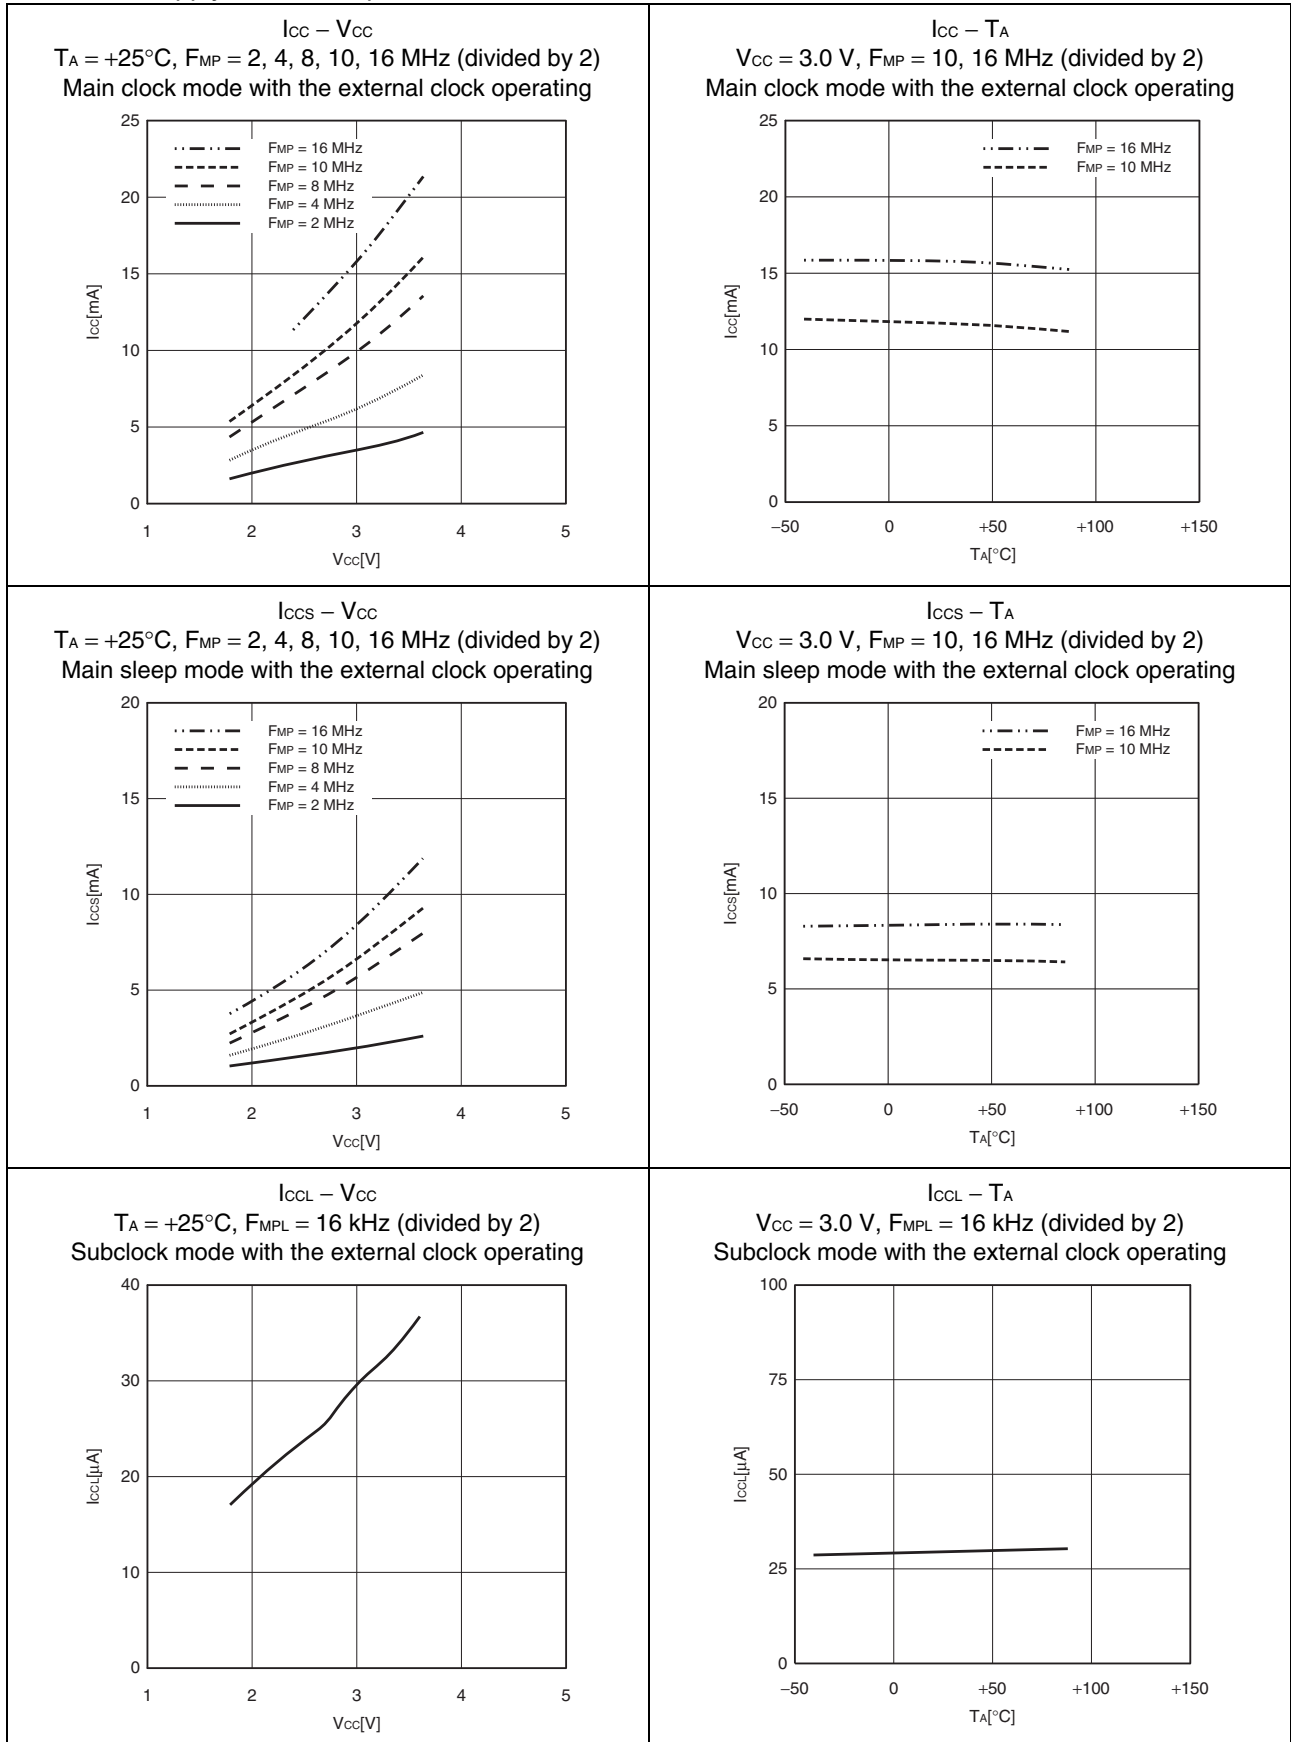 ICC − VCC
TA = +25°C, FMP = 2, 4, 8, 10, 16 MHz (divided by 2)
Main clock mode with the external clock operating
25
20
15
10
5
0
ICC[mA]
FMP = 16 MHz
FMP = 10 MHz
FMP = 8 MHz
FMP = 4 MHz
FMP = 2 MHz
1 2 3 4 5
VCC[V]
ICC − TA
VCC = 3.0 V, FMP = 10, 16 MHz (divided by 2)
Main clock mode with the external clock operating
25
20
15
10
5
0
ICC[mA]
FMP = 16 MHz
FMP = 10 MHz
−50 0 +50 +100 +150
TA[°C]
ICCS − VCC
TA = +25°C, FMP = 2, 4, 8, 10, 16 MHz (divided by 2)
Main sleep mode with the external clock operating
20
15
10
5
0
ICCS[mA]
FMP = 16 MHz
FMP = 10 MHz
FMP = 8 MHz
FMP = 4 MHz
FMP = 2 MHz
1 2 3 4 5
VCC[V]
ICCS − TA
VCC = 3.0 V, FMP = 10, 16 MHz (divided by 2)
Main sleep mode with the external clock operating
20
15
10
5
0
ICCS[mA]
FMP = 16 MHz
FMP = 10 MHz
−50 0 +50 +100 +150
TA[°C]
ICCL − VCC
TA = +25°C, FMPL = 16 kHz (divided by 2)
Subclock mode with the external clock operating
40
30
20
10
0
ICCL[μA]
1 2 3 4 5
VCC[V]
ICCL − TA
VCC = 3.0 V, FMPL = 16 kHz (divided by 2)
Subclock mode with the external clock operating
100
75
50
25
0
ICCL[μA]
−50 0 +50 +100 +150
TA[°C]